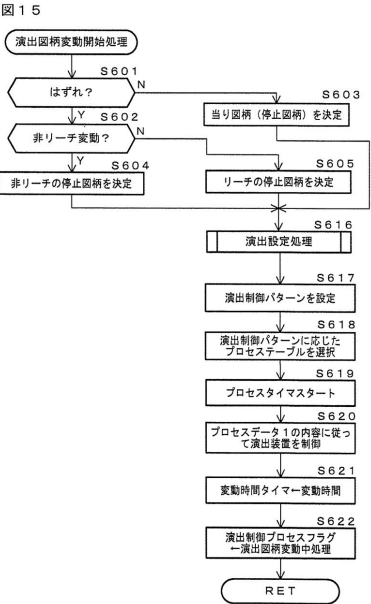 図１５
演出図柄変動開始処理
Ｓ６０１
はずれ？
Ｎ
Ｓ６０３
当り図柄（停止図柄）を決定
Ｙ
Ｓ６０２
非リーチ変動？
Ｎ
Ｙ
Ｓ６０４
非リーチの停止図柄を決定
Ｓ６０５
リーチの停止図柄を決定
Ｓ６１６
演出設定処理
Ｓ６１７
演出制御パターンを設定
Ｓ６１８
演出制御パターンに応じた
プロセステーブルを選択
Ｓ６１９
プロセスタイマスタート
Ｓ６２０
プロセスデータ１の内容に従っ
て演出装置を制御
Ｓ６２１
変動時間タイマ←変動時間
Ｓ６２２
演出制御プロセスフラグ
←演出図柄変動中処理
ＲＥＴ